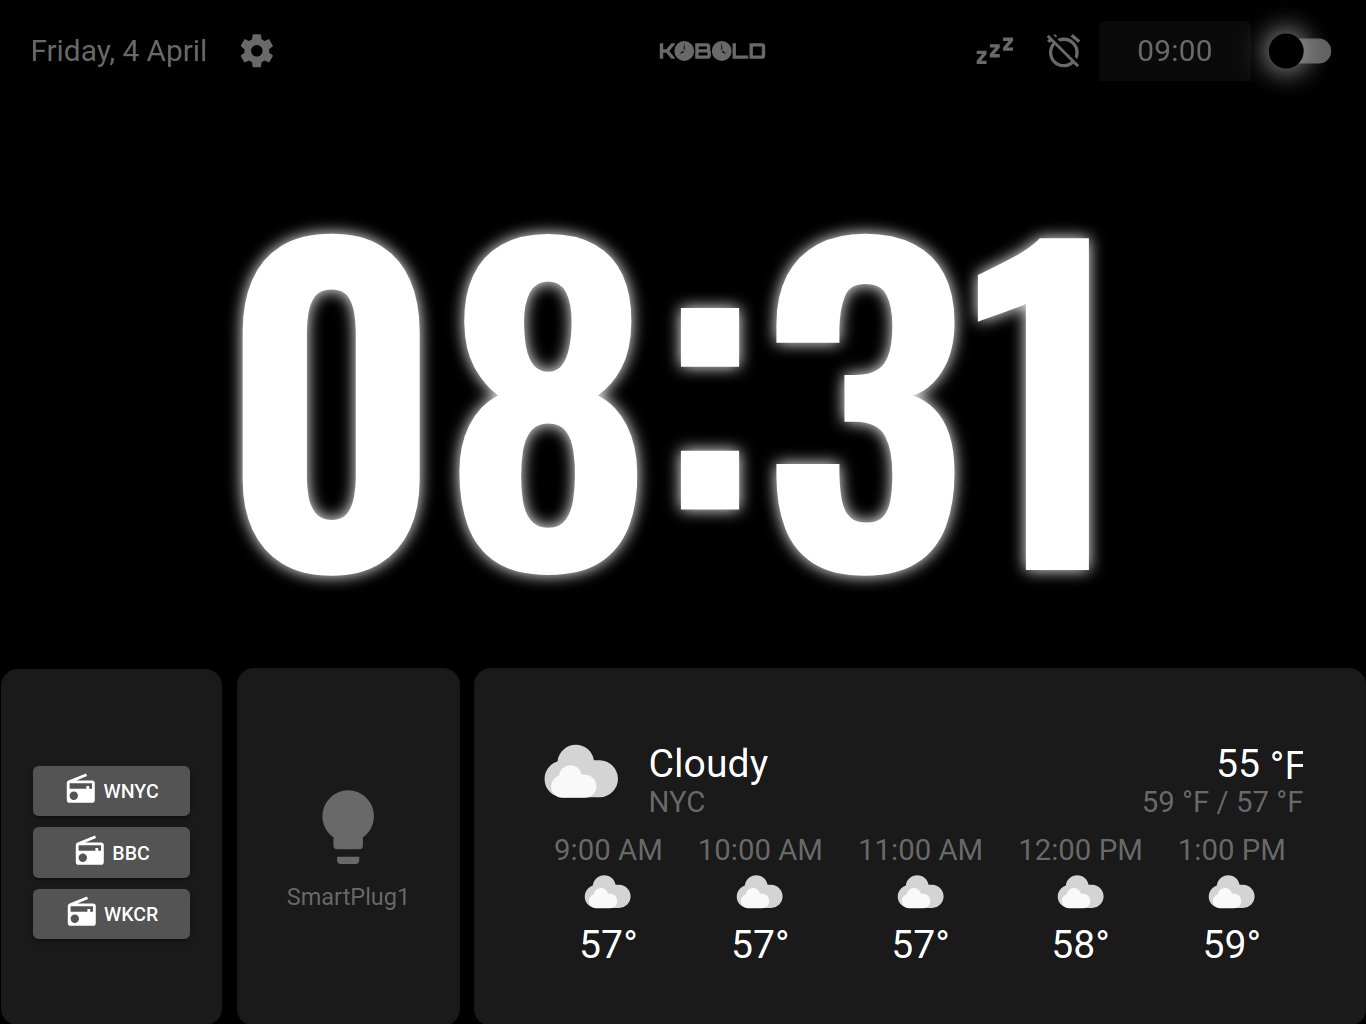 Friday, 4 April
KOBOLD
zzz
09:00
08:31
WNYC
BBC
WKCR
SmartPlug1
Cloudy
55 °F
NYC
59 °F / 57 °F
9:00 AM 10:00 AM 11:00 AM 12:00 PM 1:00 PM
57° 57° 57° 58° 59°